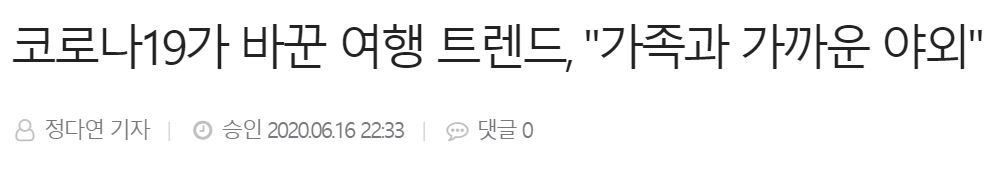 코로나19가 바꾼 여행 트렌드, "가족과 가까운 야외"
정다연 기자 | 승인 2020.06.16 22:33 | 댓글 0